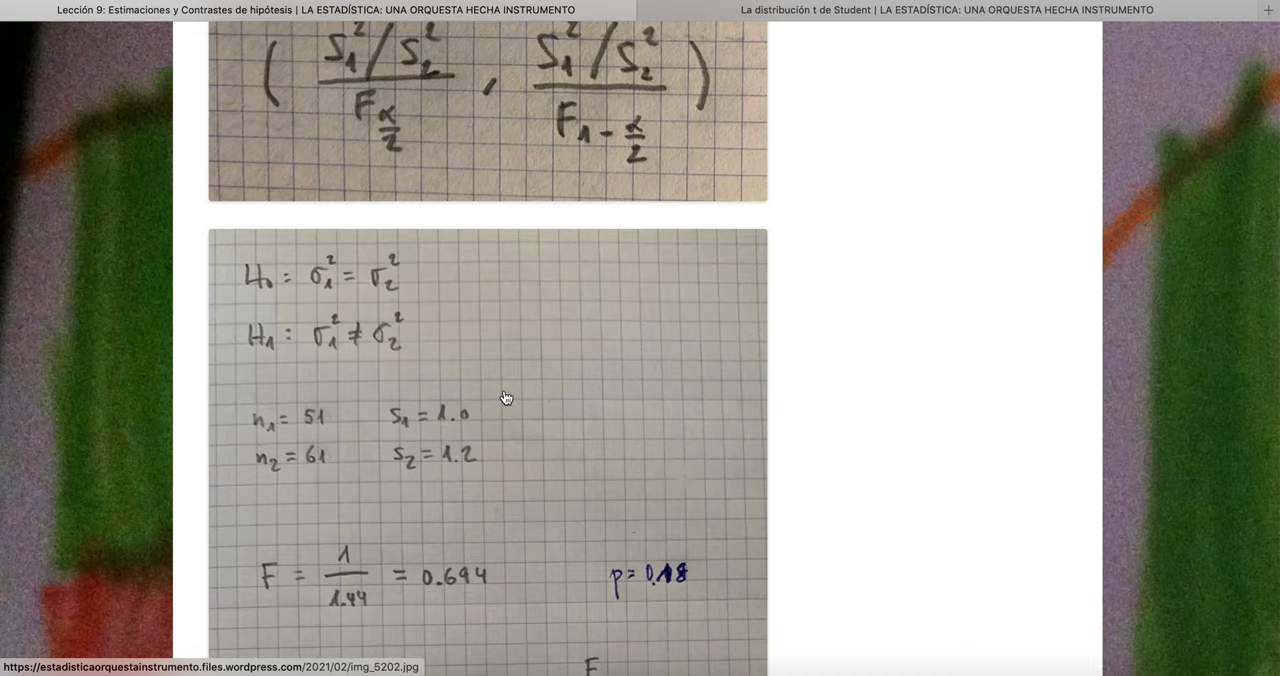 Lección 9: Estimaciones y Contrastes de hipótesis | LA ESTADÍSTICA: UNA ORQUESTA HECHA INSTRUMENTO
La distribución t de Student | LA ESTADÍSTICA: UNA ORQUESTA HECHA INSTRUMENTO
( S₁²/S₂² / F α/2 , S₁²/S₂² / F 1-α/2 )
H₀ = σ₁² = σ₂²
H₁ : σ₁² ≠ σ₂²
n₁ = 51 S₁ = 1.0
n₂ = 61 S₂ = 1.2
F = 1/1.44 = 0.694 p = 0.18
F
https://estadisticaorquestainstrumento.files.wordpress.com/2021/02/img_5202.jpg